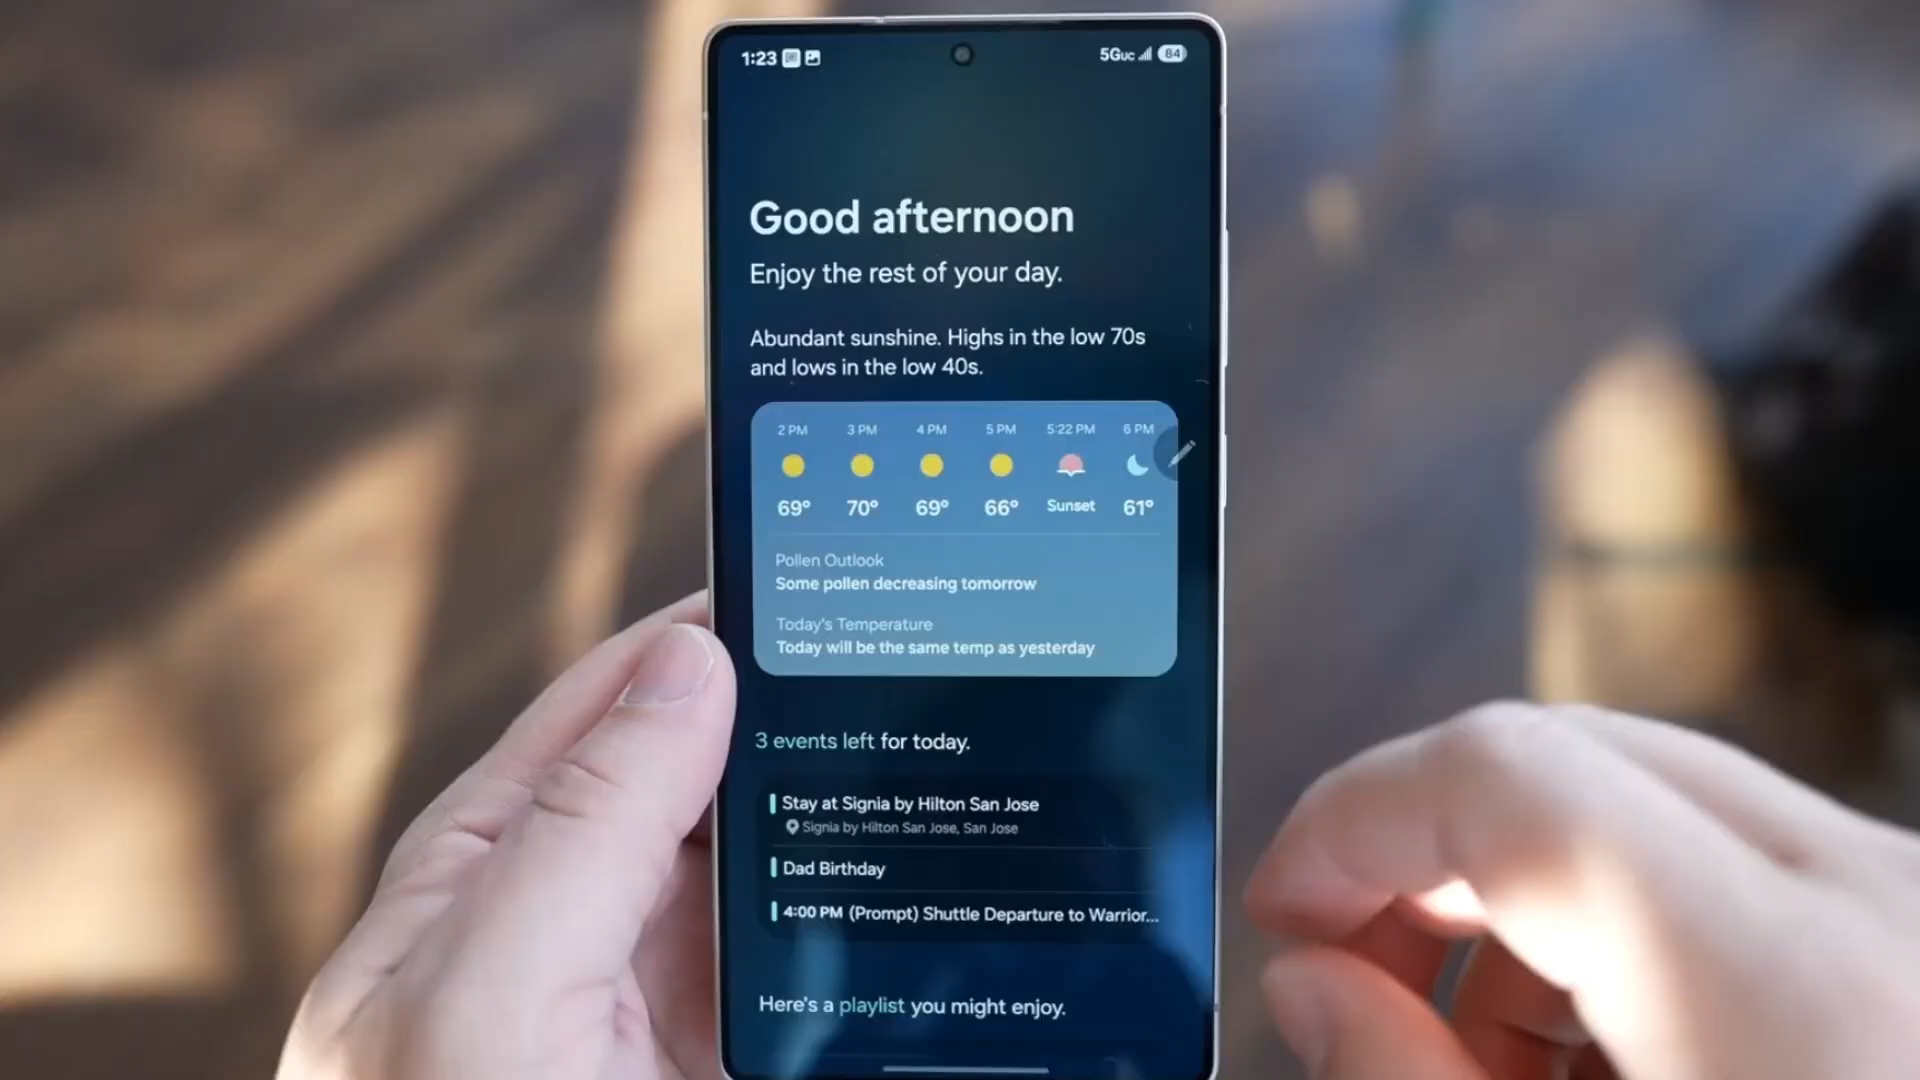 1:23
5GUC 84
Good afternoon
Enjoy the rest of your day.
Abundant sunshine. Highs in the low 70s
and lows in the low 40s.
2 PM 3 PM 4 PM 5 PM 5:22 PM 6 PM
69° 70° 69° 66° Sunset 61°
Pollen Outlook
Some pollen decreasing tomorrow
Today's Temperature
Today will be the same temp as yesterday
3 events left for today.
Stay at Signia by Hilton San Jose
Signia by Hilton San Jose, San Jose
Dad Birthday
4:00 PM (Prompt) Shuttle Departure to Warrior...
Here's a playlist you might enjoy.